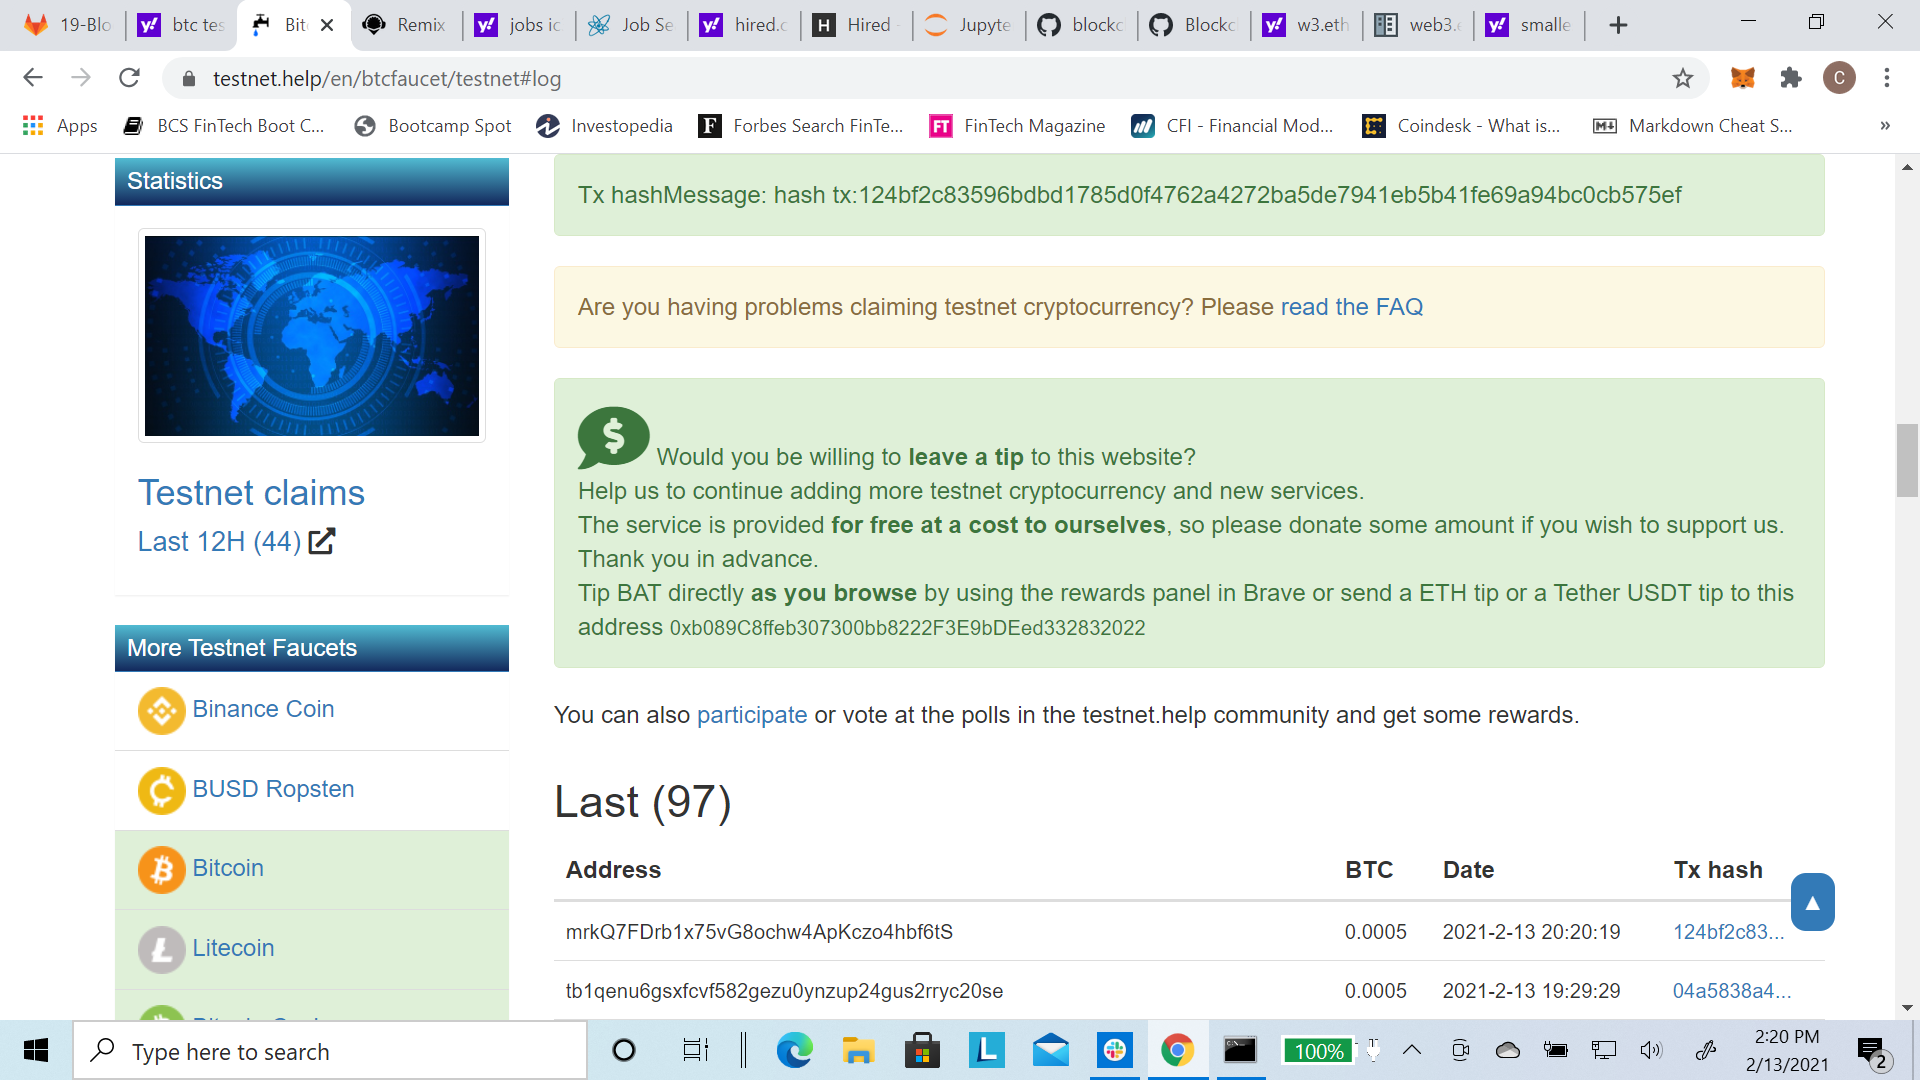 19-Blo
btc tes
Bit
Remix
jobs ic
Job Se
hired.c
Hired -
Jupyte
blockc
Blockc
w3.eth
web3.e
smalle
testnet.help/en/btcfaucet/testnet#log
C
Apps
BCS FinTech Boot C...
Bootcamp Spot
Investopedia
Forbes Search FinTe...
FinTech Magazine
CFI - Financial Mod...
Coindesk - What is...
Markdown Cheat S...
»
Statistics
Testnet claims
Last 12H (44)
More Testnet Faucets
Binance Coin
BUSD Ropsten
Bitcoin
Litecoin
Tx hashMessage: hash tx:124bf2c83596bdbd1785d0f4762a4272ba5de7941eb5b41fe69a94bc0cb575ef
Are you having problems claiming testnet cryptocurrency? Please read the FAQ
Would you be willing to leave a tip to this website?
Help us to continue adding more testnet cryptocurrency and new services.
The service is provided for free at a cost to ourselves, so please donate some amount if you wish to support us.
Thank you in advance.
Tip BAT directly as you browse by using the rewards panel in Brave or send a ETH tip or a Tether USDT tip to this
address 0xb089C8ffeb307300bb8222F3E9bDEed332832022
You can also participate or vote at the polls in the testnet.help community and get some rewards.
Last (97)
Address BTC Date Tx hash
mrkQ7FDrb1x75vG8ochw4ApKczo4hbf6tS 0.0005 2021-2-13 20:20:19 124bf2c83...
tb1qenu6gsxfcvf582gezu0ynzup24gus2rryc20se 0.0005 2021-2-13 19:29:29 04a5838a4...
Type here to search
100%
2:20 PM
2/13/2021
2